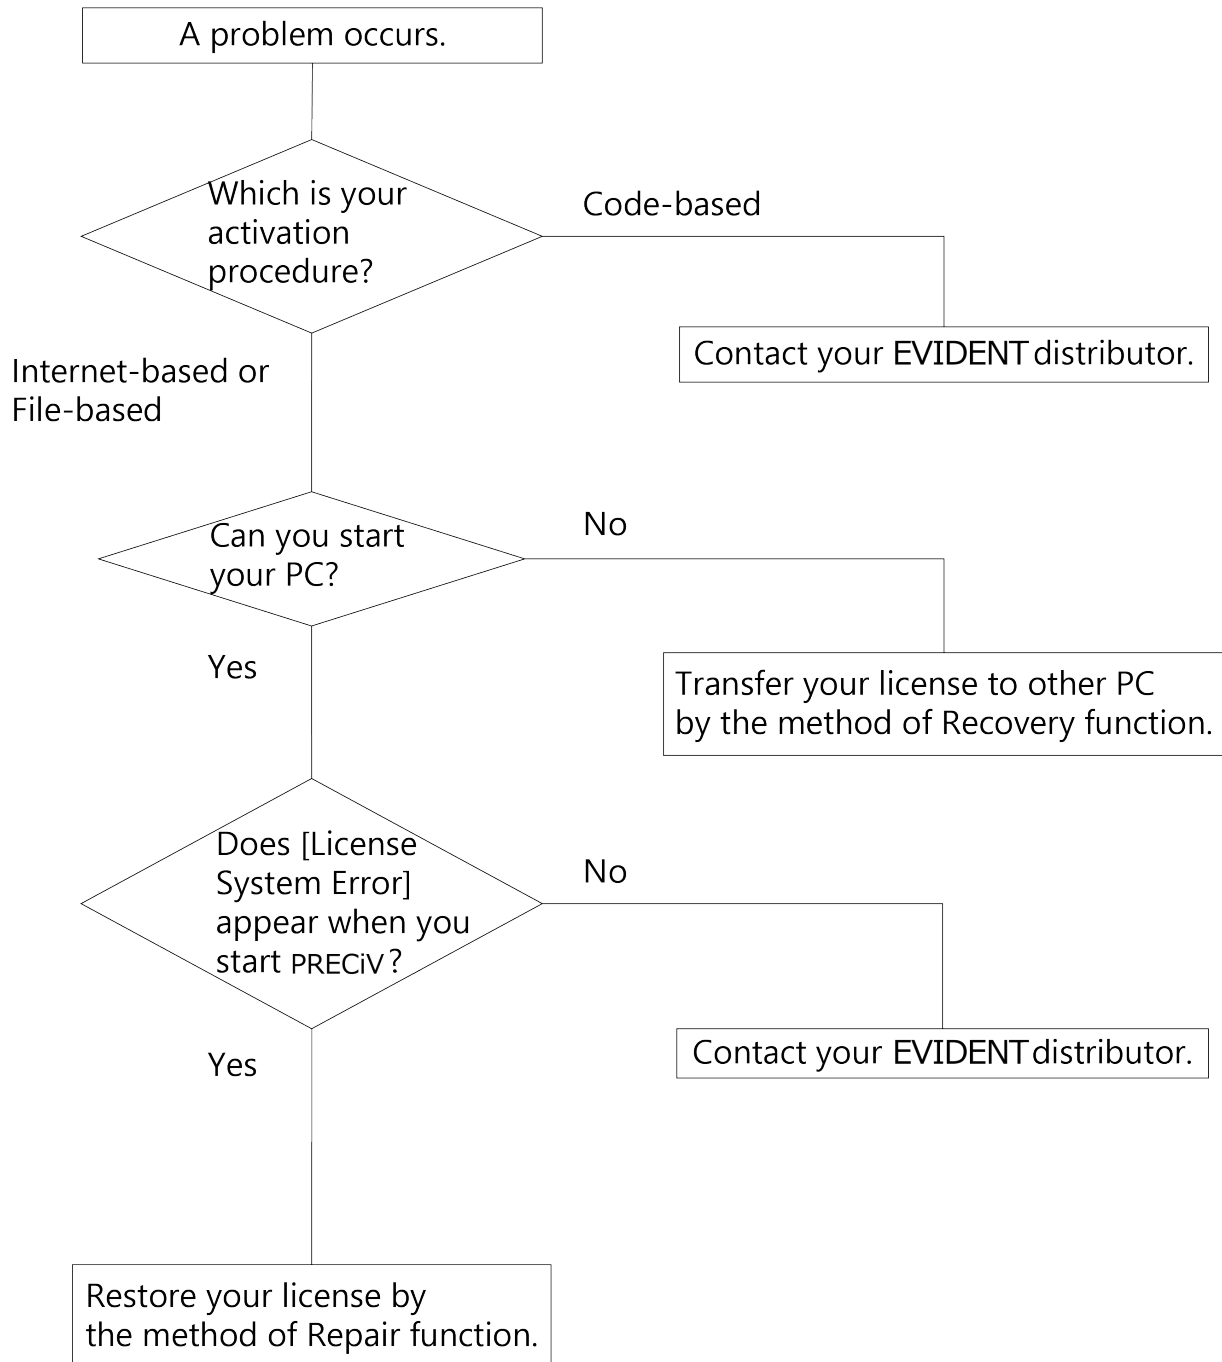 A problem occurs.
Which is your
activation
procedure?
Code-based
Contact your EVIDENT distributor.
Internet-based or
File-based
Can you start
your PC?
No
Yes
Transfer your license to other PC
by the method of Recovery function.
Does [License
System Error]
appear when you
start PRECiV?
No
Contact your EVIDENT distributor.
Yes
Restore your license by
the method of Repair function.